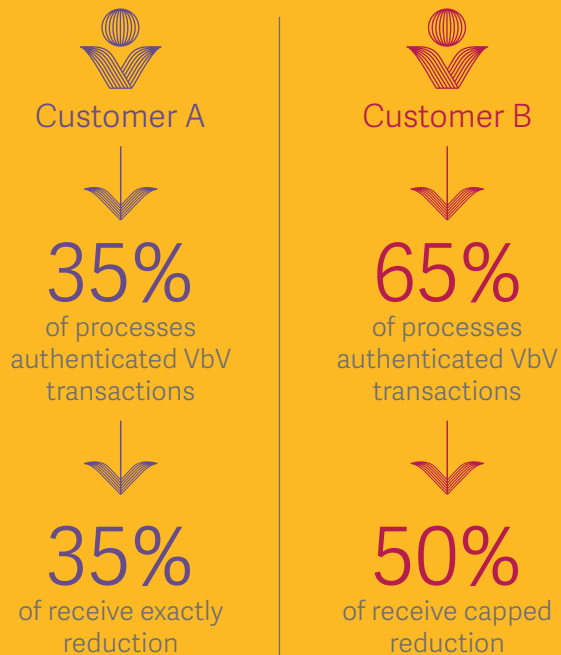 Customer A
35%
of processes
authenticated VbV
transactions
35%
of receive exactly
reduction
Customer B
65%
of processes
authenticated VbV
transactions
50%
of receive capped
reduction